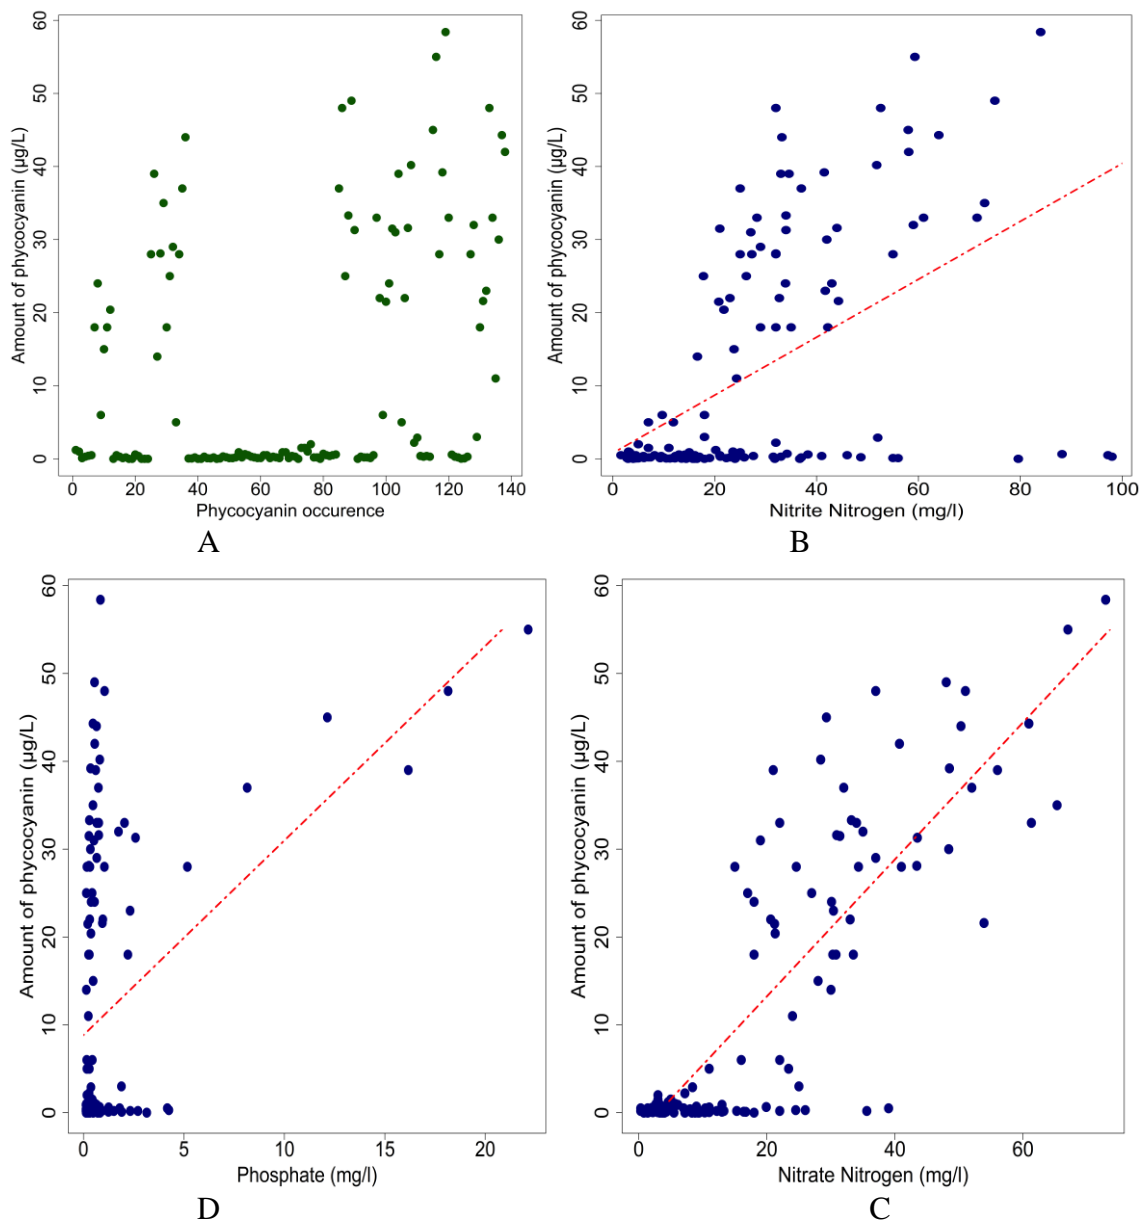 60
50
40
30
20
10
0
Amount of phycocyanin (µg/L)
0 20 40 60 80 100 120 140
Phycocyanin occurence
A
60
50
40
30
20
10
0
Amount of phycocyanin (µg/L)
0 20 40 60 80 100
Nitrite Nitrogen (mg/l)
B
60
50
40
30
20
10
0
Amount of phycocyanin (µg/L)
0 5 10 15 20
Phosphate (mg/l)
D
60
50
40
30
20
10
0
Amount of phycocyanin (µg/L)
0 20 40 60
Nitrate Nitrogen (mg/l)
C